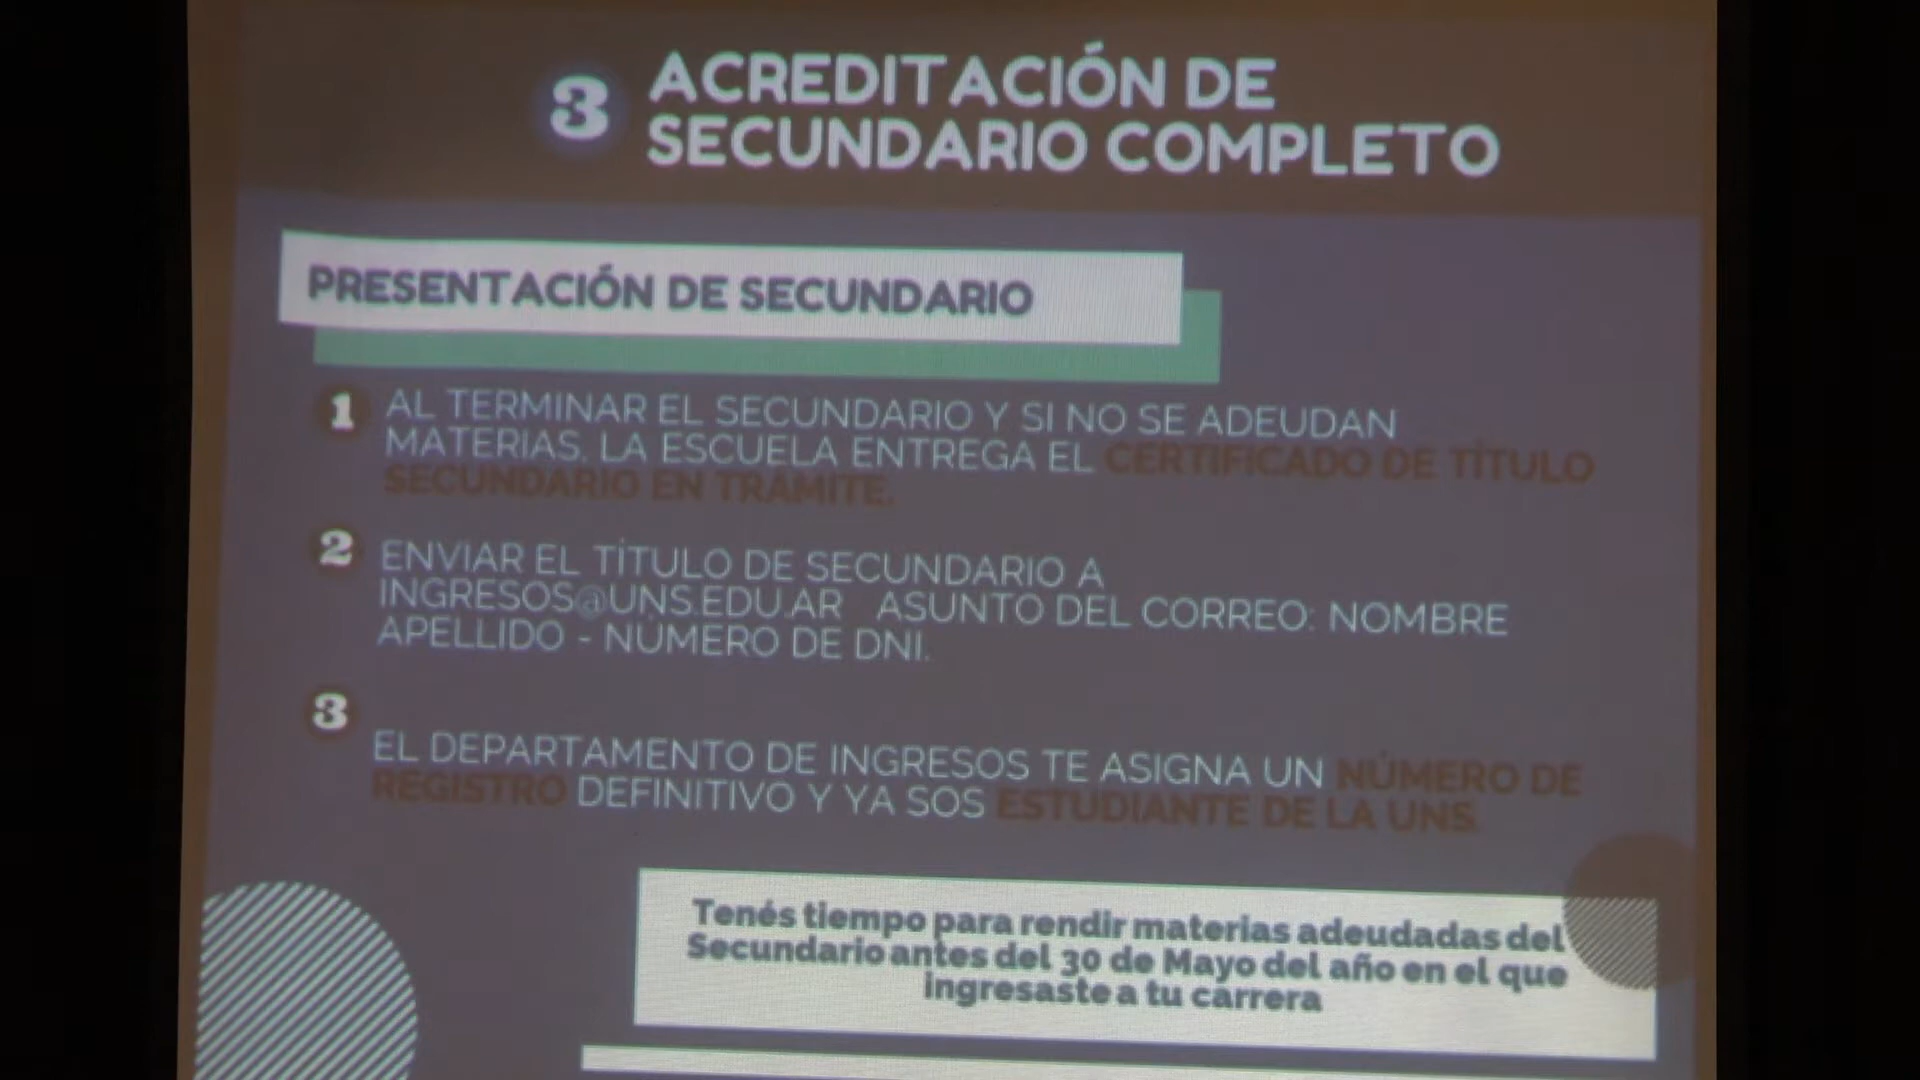 3
ACREDITACIÓN DE
SECUNDARIO COMPLETO
PRESENTACIÓN DE SECUNDARIO
1
AL TERMINAR EL SECUNDARIO Y SI NO SE ADEUDAN
MATERIAS, LA ESCUELA ENTREGA EL CERTIFICADO DE TÍTULO
SECUNDARIO EN TRAMITE.
2
ENVIAR EL TÍTULO DE SECUNDARIO A
INGRESOS@UNS.EDU.AR ASUNTO DEL CORREO: NOMBRE
APELLIDO - NÚMERO DE DNI.
3
EL DEPARTAMENTO DE INGRESOS TE ASIGNA UN NÚMERO DE
REGISTRO DEFINITIVO Y YA SOS ESTUDIANTE DE LA UNS
Tenés tiempo para rendir materias adeudadas del
Secundario antes del 30 de Mayo del año en el que
ingresaste a tu carrera